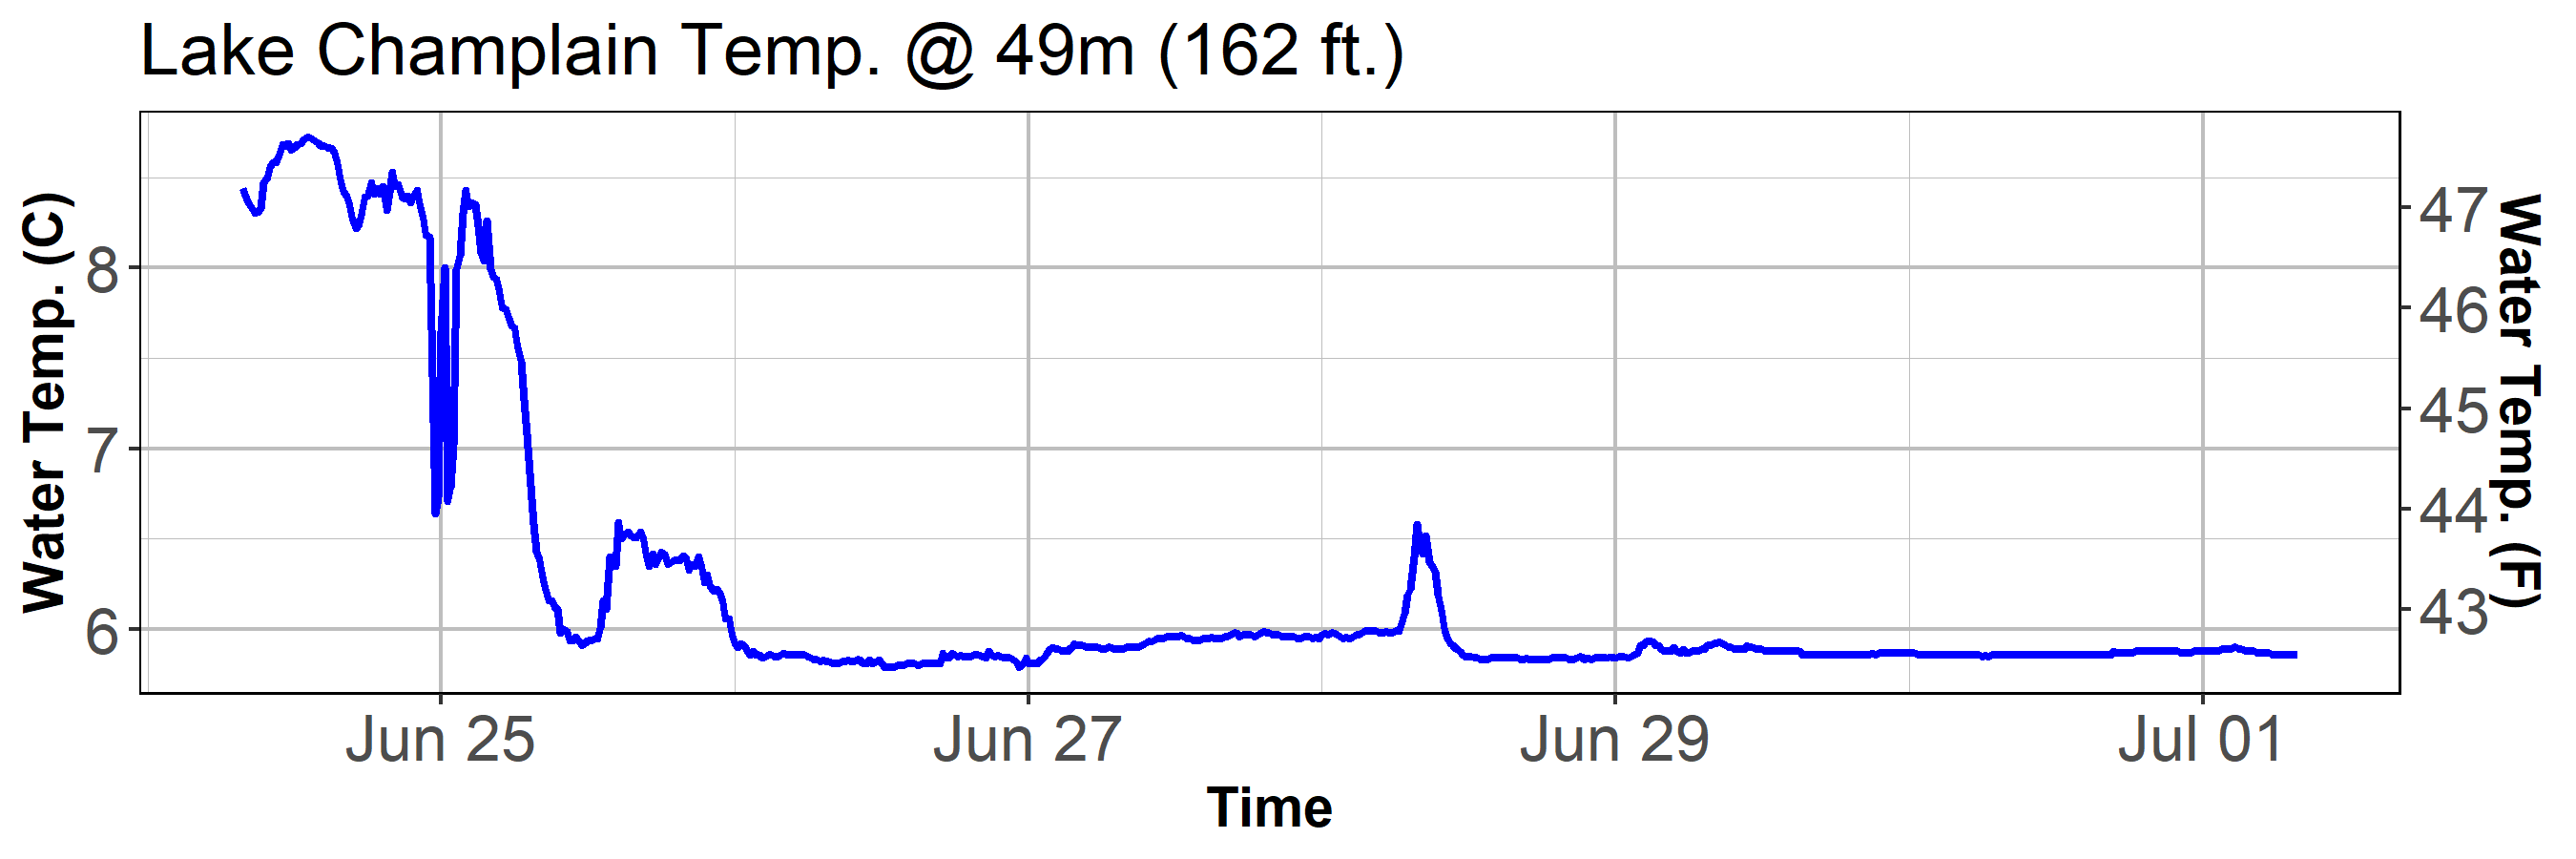 Lake Champlain Temp. @ 49m (162 ft.)
Water Temp. (C)
8
7
6
47
46
45
44
43
Water Temp. (F)
Jun 25
Jun 27
Jun 29
Jul 01
Time